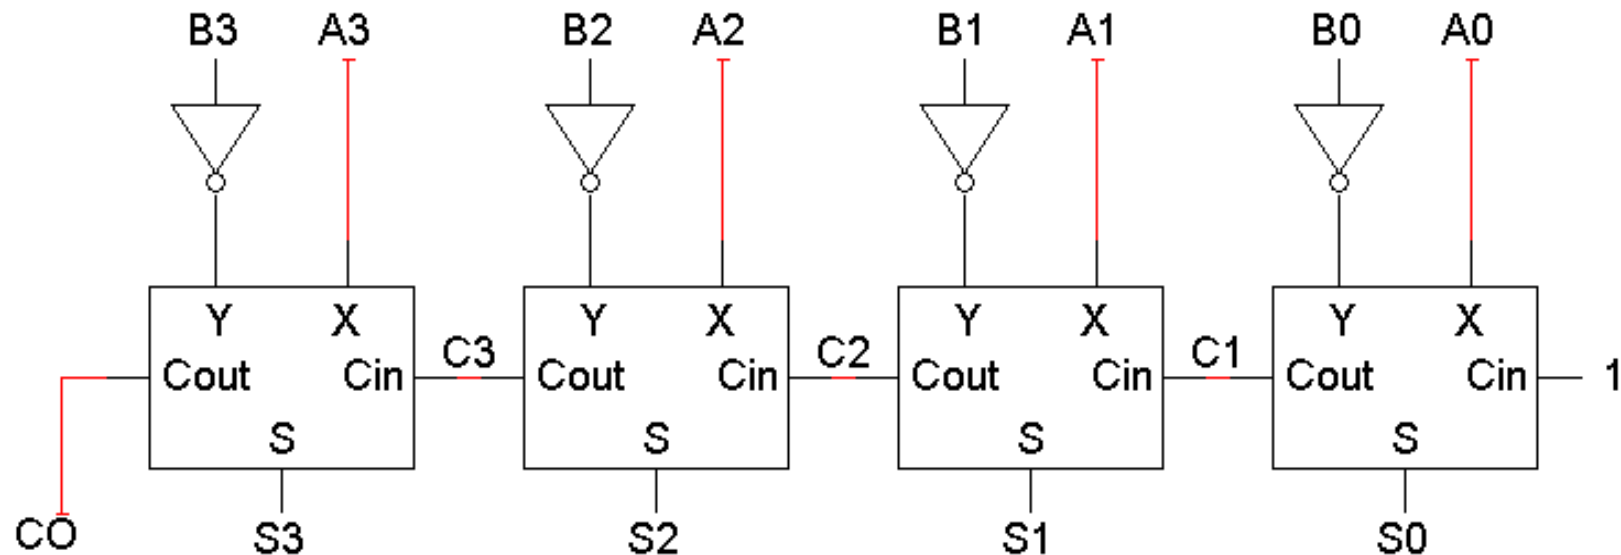 B3 A3 B2 A2 B1 A1 B0 A0
Y X Y X Y X Y X
Cout Cin C3 Cout Cin C2 Cout Cin C1 Cout Cin 1
S S S S
CO S3 S2 S1 S0